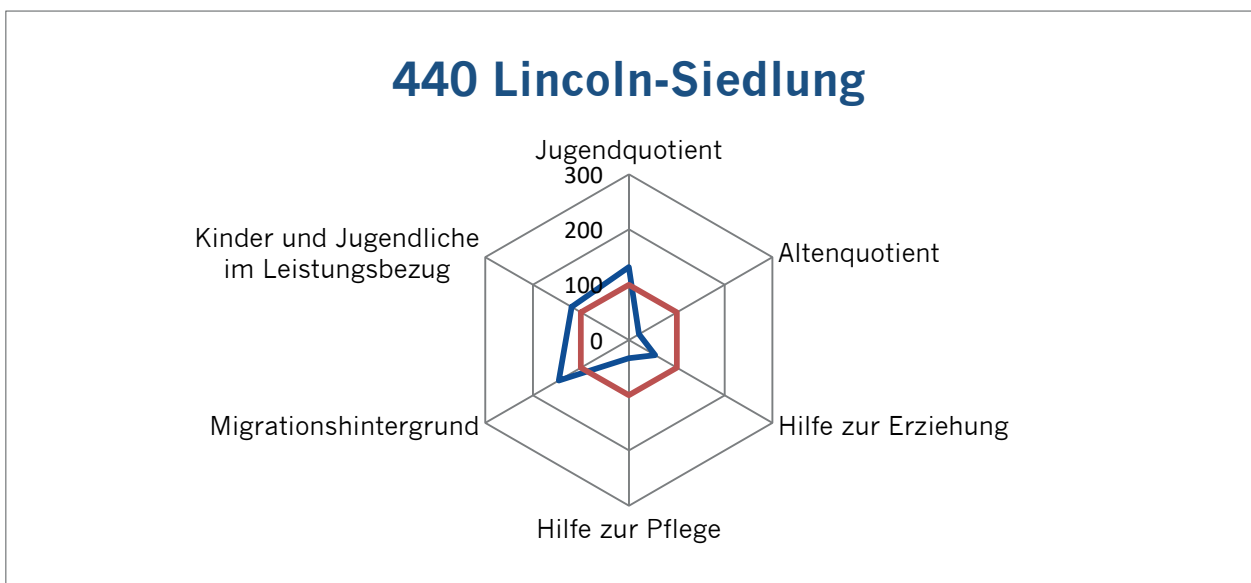 440 Lincoln-Siedlung
Jugendquotient
300
200
100
0
Kinder und Jugendliche
im Leistungsbezug
Altenquotient
Migrationshintergrund
Hilfe zur Erziehung
Hilfe zur Pflege